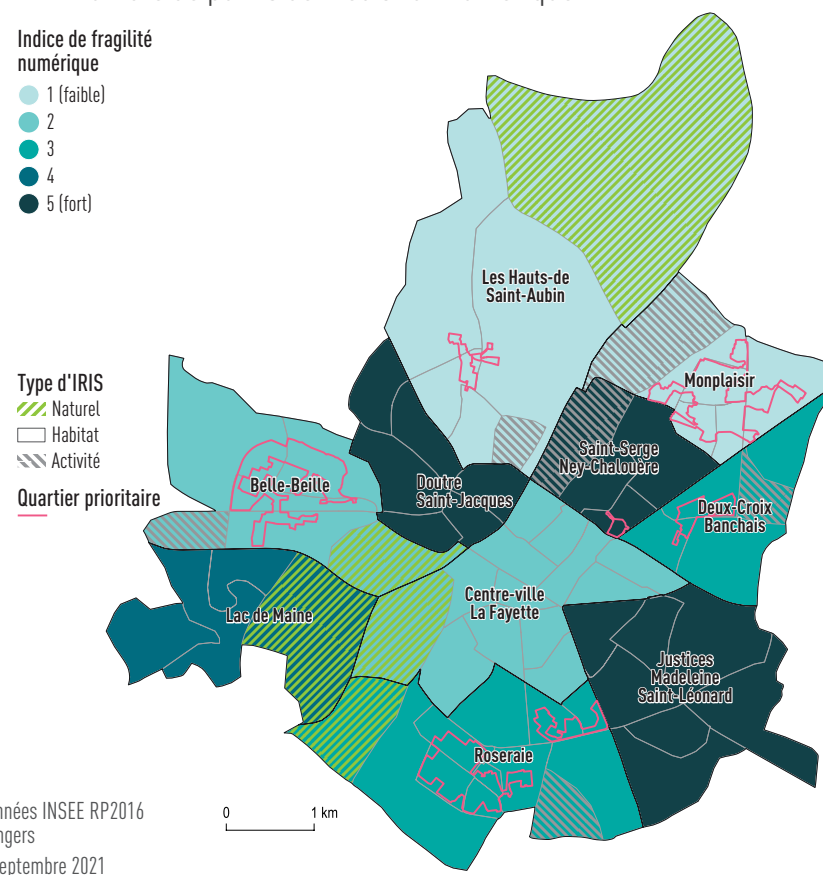 Indice de fragilité
numérique
1 (faible)
2
3
4
5 (fort)
Type d'IRIS
Naturel
Habitat
Activité
Quartier prioritaire
Les Hauts-de
Saint-Aubin
Monplaisir
Saint-Serge
Ney-Chalouère
Doutre
Saint-Jacques
Belle-Beille
Deux-Croix
Banchais
Centre-ville
La Fayette
Lac de Maine
Justices
Madeleine
Saint-Léonard
Roseraie
0 1 km
nnées INSEE RP2016
ngers
eptembre 2021